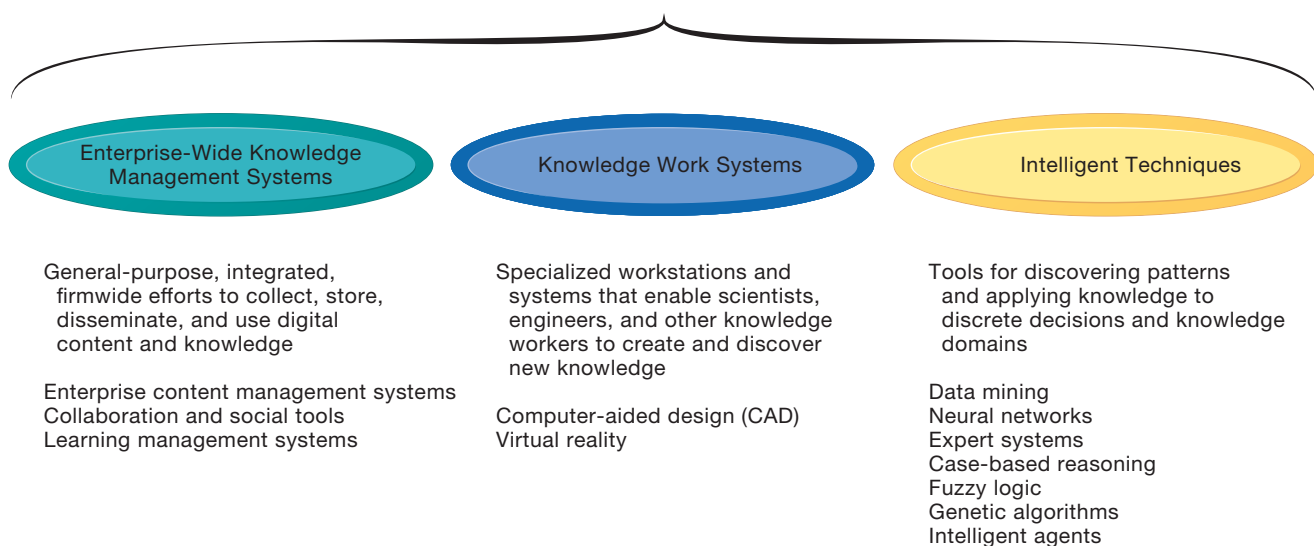 Enterprise-Wide Knowledge
Management Systems
Knowledge Work Systems
Intelligent Techniques
General-purpose, integrated,
firmwide efforts to collect, store,
disseminate, and use digital
content and knowledge
Enterprise content management systems
Collaboration and social tools
Learning management systems
Specialized workstations and
systems that enable scientists,
engineers, and other knowledge
workers to create and discover
new knowledge
Computer-aided design (CAD)
Virtual reality
Tools for discovering patterns
and applying knowledge to
discrete decisions and knowledge
domains
Data mining
Neural networks
Expert systems
Case-based reasoning
Fuzzy logic
Genetic algorithms
Intelligent agents